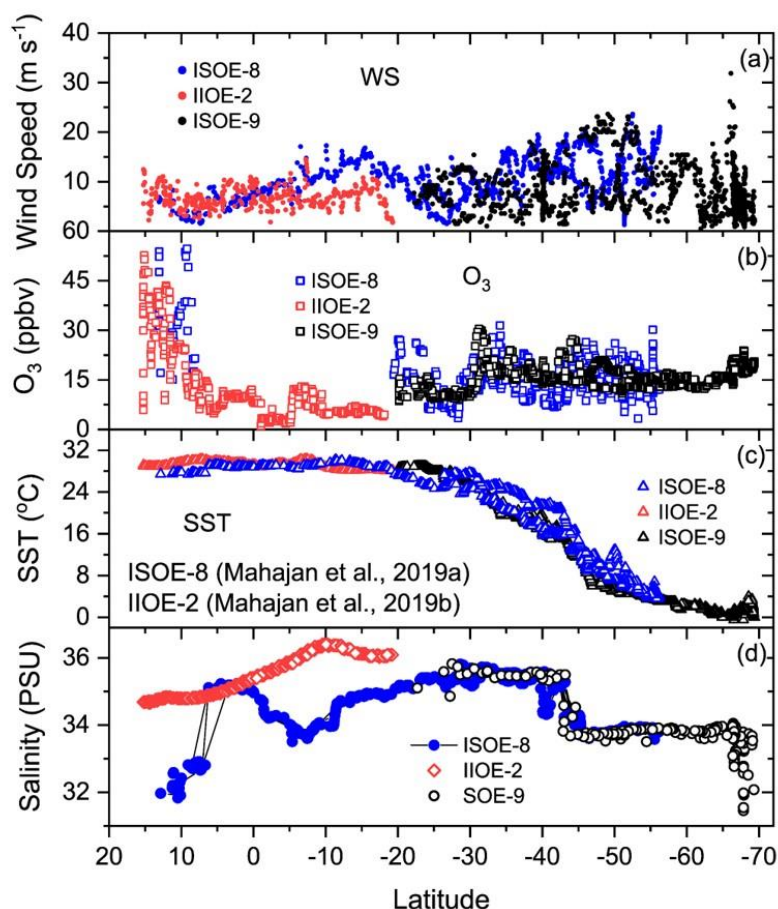 40
30
20
10
60
Wind Speed (m s⁻¹)
(a)
WS
ISOE-8
IIOE-2
ISOE-9
45
30
15
0
O₃ (ppbv)
(b)
O₃
ISOE-8
IIOE-2
ISOE-9
32
28
24
16
8
0
SST (°C)
(c)
SST
ISOE-8
IIOE-2
ISOE-9
ISOE-8 (Mahajan et al., 2019a)
IIOE-2 (Mahajan et al., 2019b)
36
34
32
Salinity (PSU)
(d)
ISOE-8
IIOE-2
SOE-9
20 10 0 -10 -20 -30 -40 -50 -60 -70
Latitude